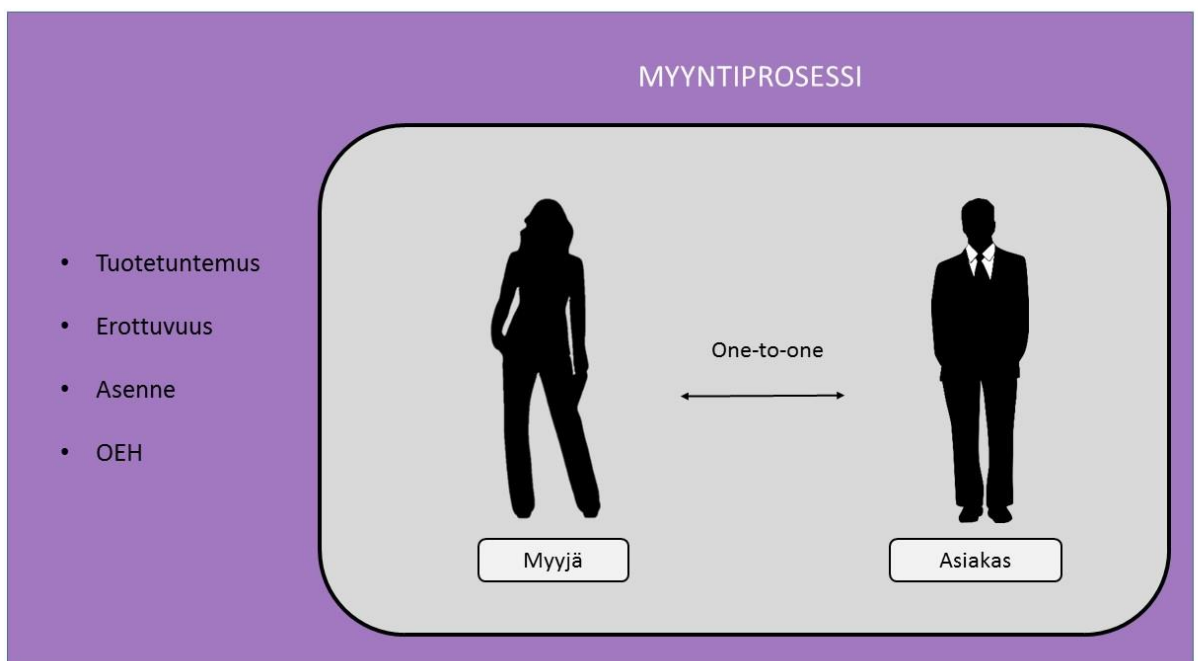 MYYNTIPROSESSI
• Tuotetuntemus
• Erottuvuus
• Asenne
• OEH
One-to-one
Myyjä
Asiakas